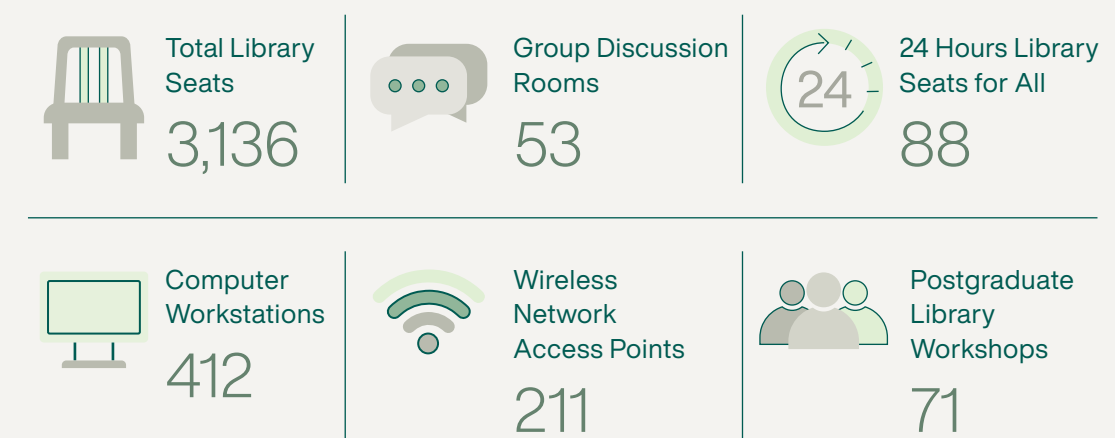 Total Library
Seats
3,136
Group Discussion
Rooms
53
24
24 Hours Library
Seats for All
88
Computer
Workstations
412
Wireless
Network
Access Points
211
Postgraduate
Library
Workshops
71